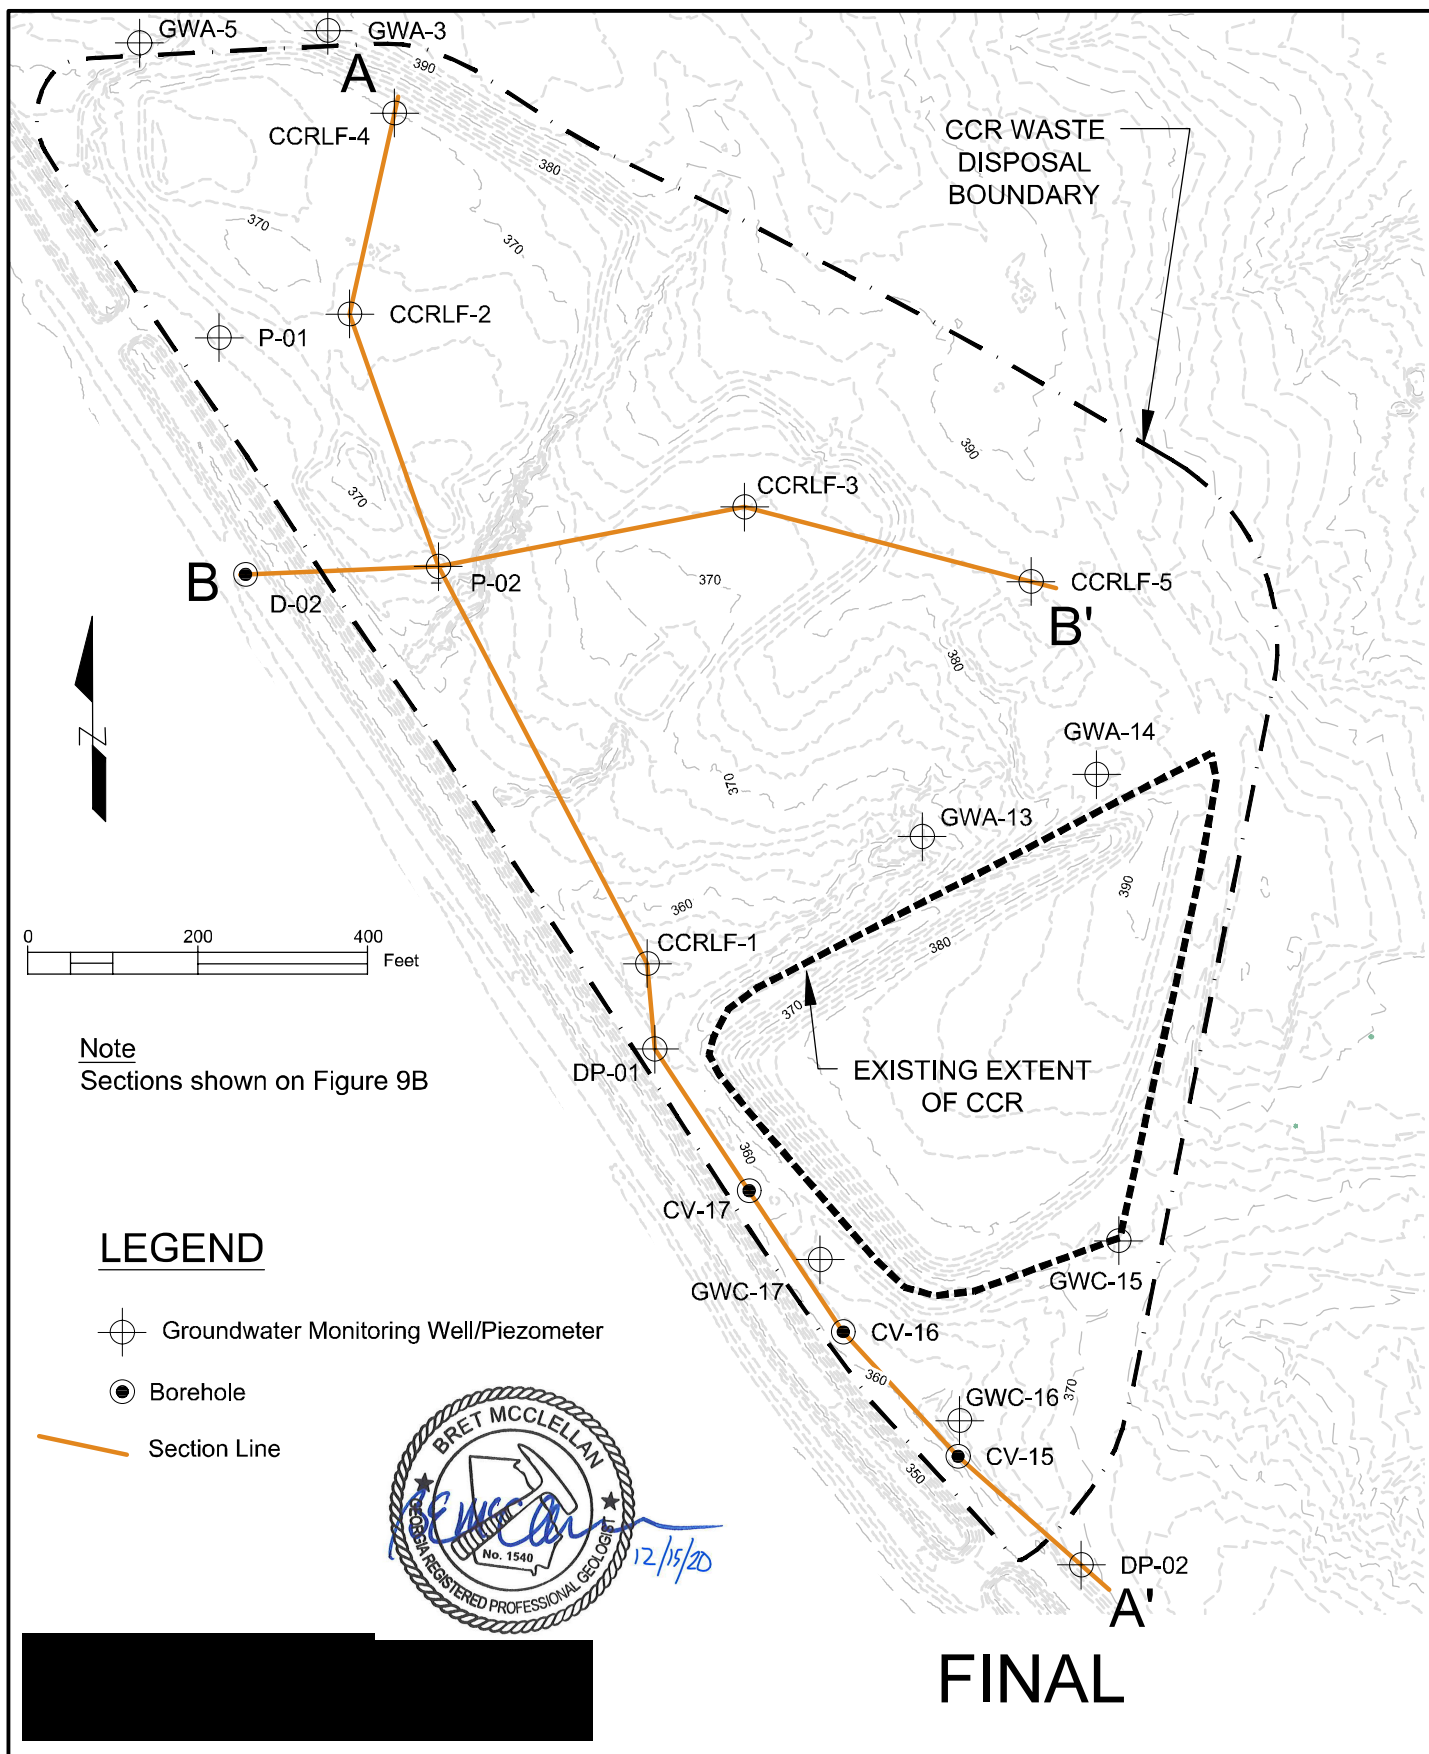 GWA-5
GWA-3
A
390
CCRLF-4
380
CCR WASTE
DISPOSAL
BOUNDARY
370
370
CCRLF-2
P-01
390
370
CCRLF-3
B
D-02
P-02
370
CCRLF-5
B'
380
GWA-14
370
GWA-13
390
360
380
CCRLF-1
0 200 400
Feet
370
Note
Sections shown on Figure 9B
DP-01
EXISTING EXTENT
OF CCR
360
CV-17
GWC-15
GWC-17
LEGEND
Groundwater Monitoring Well/Piezometer
CV-16
360
370
Borehole
GWC-16
Section Line
CV-15
350
BRET MCCLELLAN
No. 1540
GEORGIA REGISTERED PROFESSIONAL GEOLOGIST
12/15/20
DP-02
A'
FINAL
Z